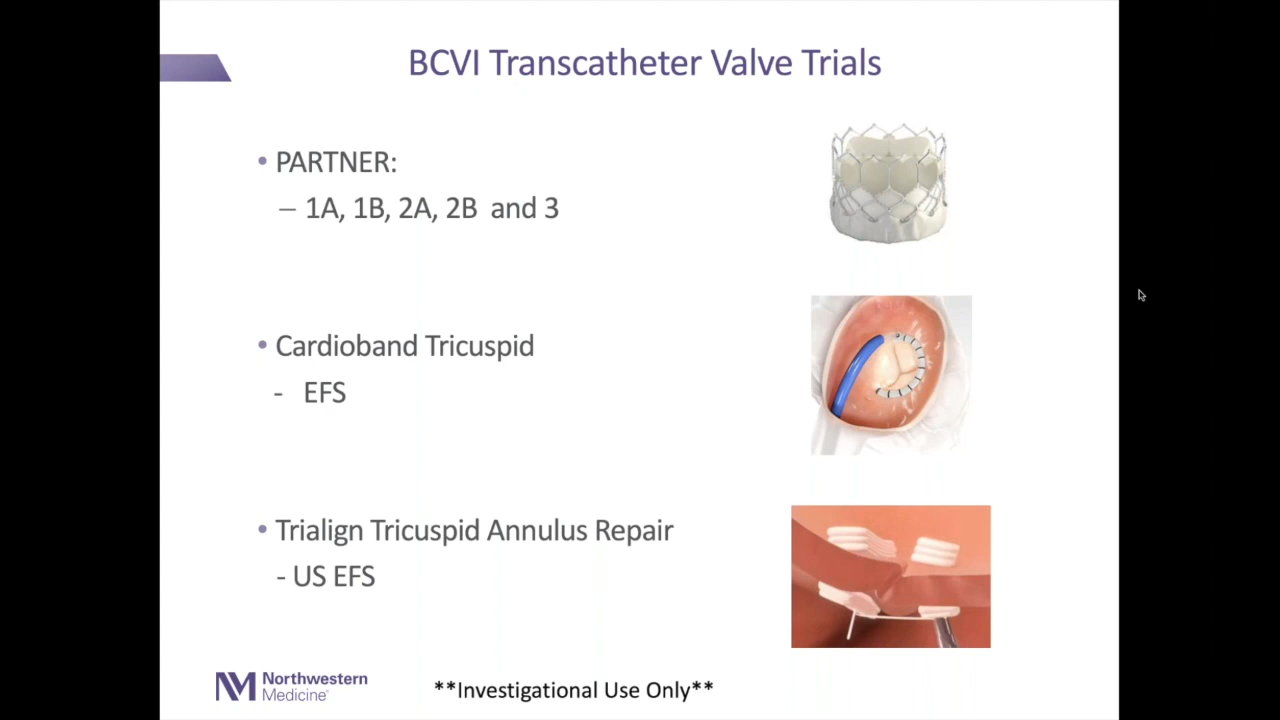 BCVI Transcatheter Valve Trials
• PARTNER:
– 1A, 1B, 2A, 2B and 3
• Cardioband Tricuspid
- EFS
• Trialign Tricuspid Annulus Repair
- US EFS
Northwestern
Medicine®
**Investigational Use Only**